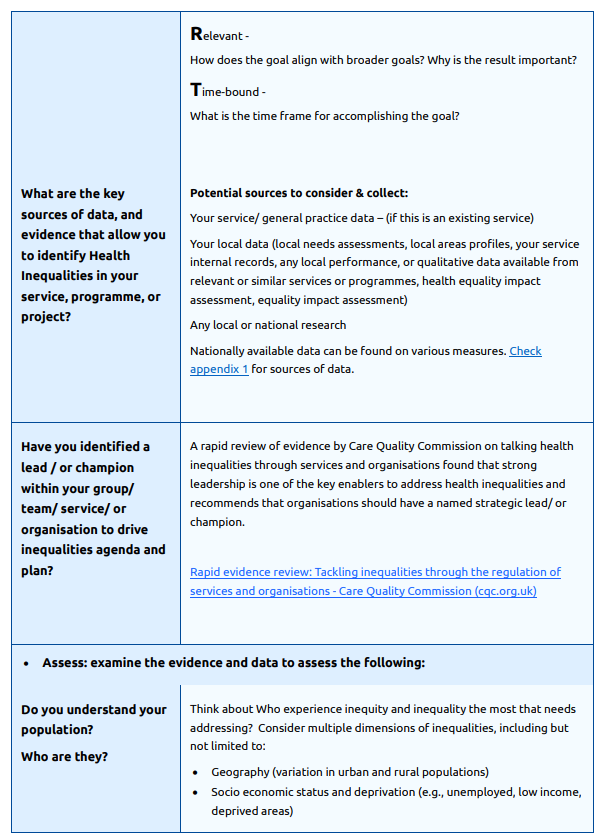 Relevant -
How does the goal align with broader goals? Why is the result important?
Time-bound -
What is the time frame for accomplishing the goal?
What are the key
sources of data, and
evidence that allow you
to identify Health
Inequalities in your
service, programme, or
project?
Potential sources to consider & collect:
Your service/ general practice data – (if this is an existing service)
Your local data (local needs assessments, local areas profiles, your service
internal records, any local performance, or qualitative data available from
relevant or similar services or programmes, health equality impact
assessment, equality impact assessment)
Any local or national research
Nationally available data can be found on various measures. Check
appendix 1 for sources of data.
Have you identified a
lead / or champion
within your group/
team/ service/ or
organisation to drive
inequalities agenda and
plan?
A rapid review of evidence by Care Quality Commission on talking health
inequalities through services and organisations found that strong
leadership is one of the key enablers to address health inequalities and
recommends that organisations should have a named strategic lead/ or
champion.
Rapid evidence review: Tackling inequalities through the regulation of
services and organisations - Care Quality Commission (cqc.org.uk)
• Assess: examine the evidence and data to assess the following:
Do you understand your
population?
Who are they?
Think about Who experience inequity and inequality the most that needs
addressing? Consider multiple dimensions of inequalities, including but
not limited to:
• Geography (variation in urban and rural populations)
• Socio economic status and deprivation (e.g., unemployed, low income,
deprived areas)